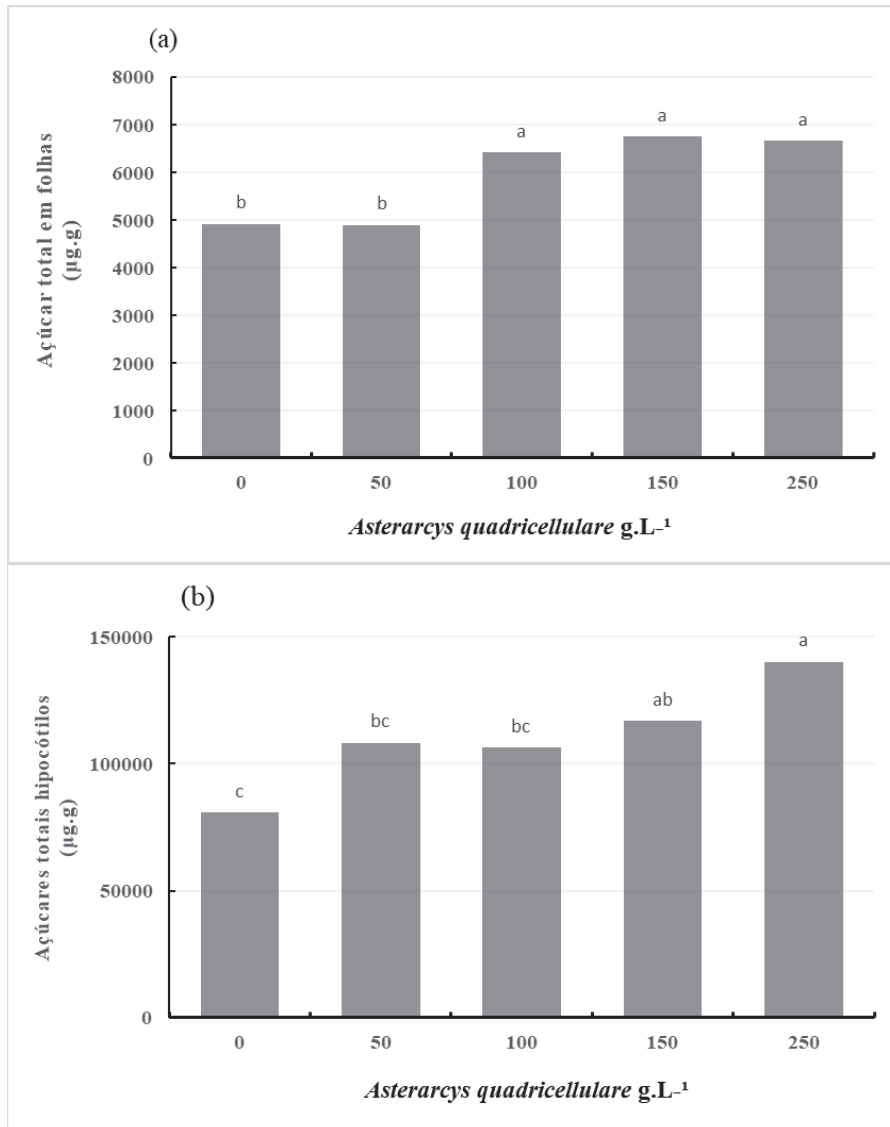 (a)
Açúcar total em folhas
(µg.g)
8000
7000
6000
5000
4000
3000
2000
1000
0
b
b
a
a
a
0 50 100 150 250
Asterarcys quadricellulare g.L-¹
(b)
Açúcares totais hipocótilos
(µg.g)
150000
100000
50000
0
c
bc
bc
ab
a
0 50 100 150 250
Asterarcys quadricellulare g.L-¹